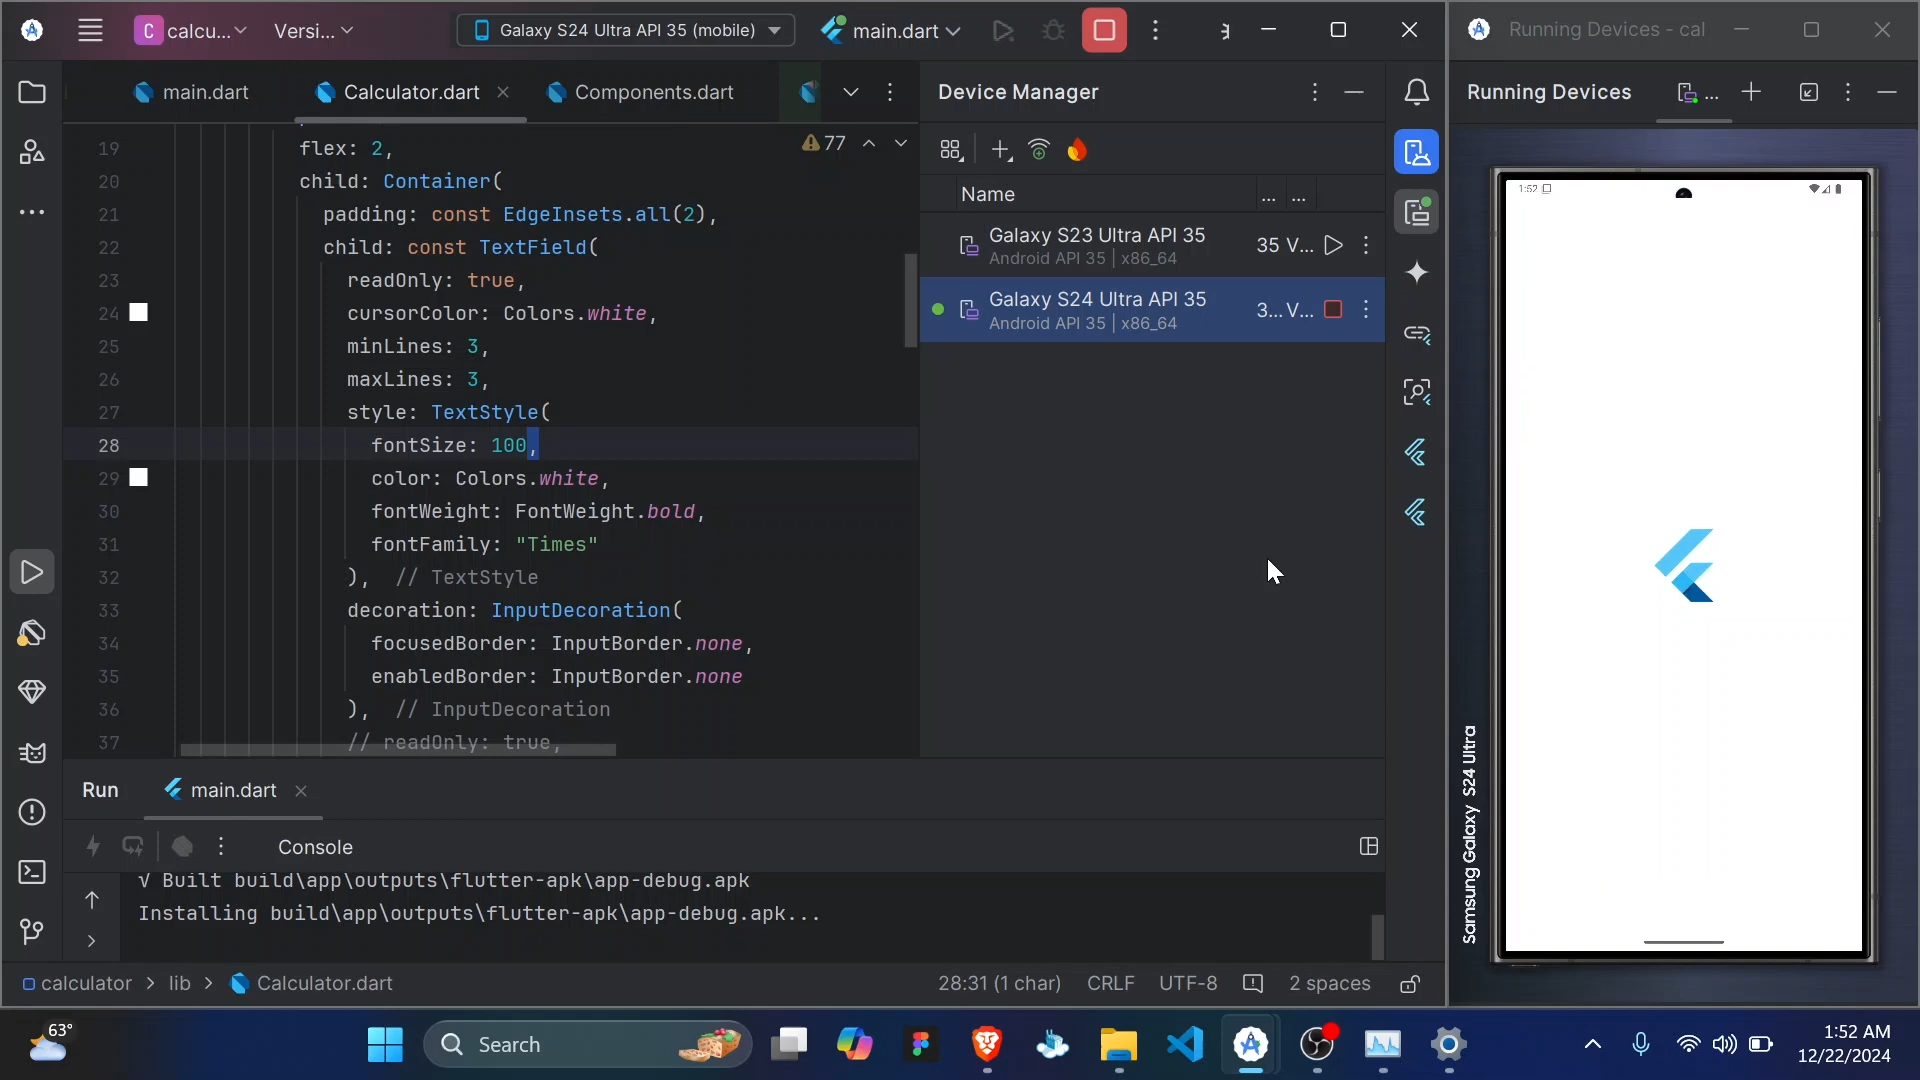 C calcu...
Versi...
Galaxy S24 Ultra API 35 (mobile)
main.dart
Running Devices - cal
main.dart
Calculator.dart
Components.dart
Device Manager
Running Devices
...
19 flex: 2,
77
20 child: Container(
21 padding: const EdgeInsets.all(2),
22 child: const TextField(
23 readOnly: true,
24 cursorColor: Colors.white,
25 minLines: 3,
26 maxLines: 3,
27 style: TextStyle(
28 fontSize: 100,
29 color: Colors.white,
30 fontWeight: FontWeight.bold,
31 fontFamily: "Times"
32 ), // TextStyle
33 decoration: InputDecoration(
34 focusedBorder: InputBorder.none,
35 enabledBorder: InputBorder.none
36 ), // InputDecoration
37 // readOnly: true,
Name ... ...
Galaxy S23 Ultra API 35 35 V...
Android API 35 | x86_64
Galaxy S24 Ultra API 35 3... V...
Android API 35 | x86_64
1:52
Samsung Galaxy S24 Ultra
Run
main.dart
Console
√ Built build\app\outputs\flutter-apk\app-debug.apk
Installing build\app\outputs\flutter-apk\app-debug.apk...
calculator > lib > Calculator.dart
28:31 (1 char) CRLF UTF-8 2 spaces
63°
Search
1:52 AM
12/22/2024